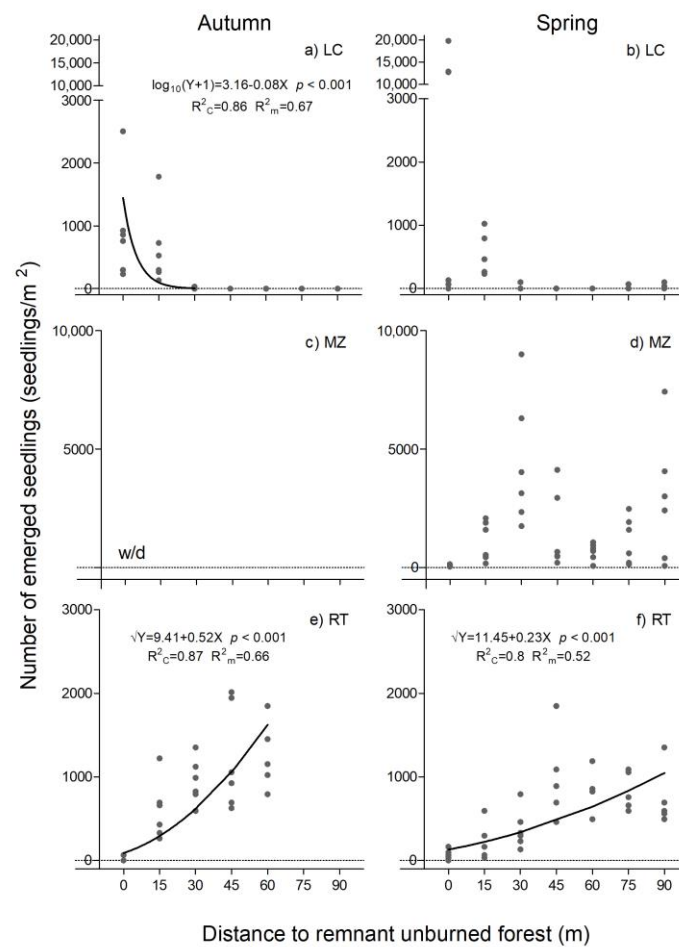 Autumn
Spring
Number of emerged seedlings (seedlings/m²)
a) LC
20,000
15,000
10,000
3000
2000
1000
0
log₁₀(Y+1)=3.16-0.08X p < 0.001
R²C=0.86 R²m=0.67
b) LC
20,000
15,000
10,000
3000
2000
1000
0
c) MZ
10,000
5000
0
w/d
d) MZ
10,000
5000
0
e) RT
3000
2000
1000
0
√Y=9.41+0.52X p < 0.001
R²C=0.87 R²m=0.66
0 15 30 45 60 75 90
f) RT
3000
2000
1000
0
√Y=11.45+0.23X p < 0.001
R²C=0.8 R²m=0.52
0 15 30 45 60 75 90
Distance to remnant unburned forest (m)